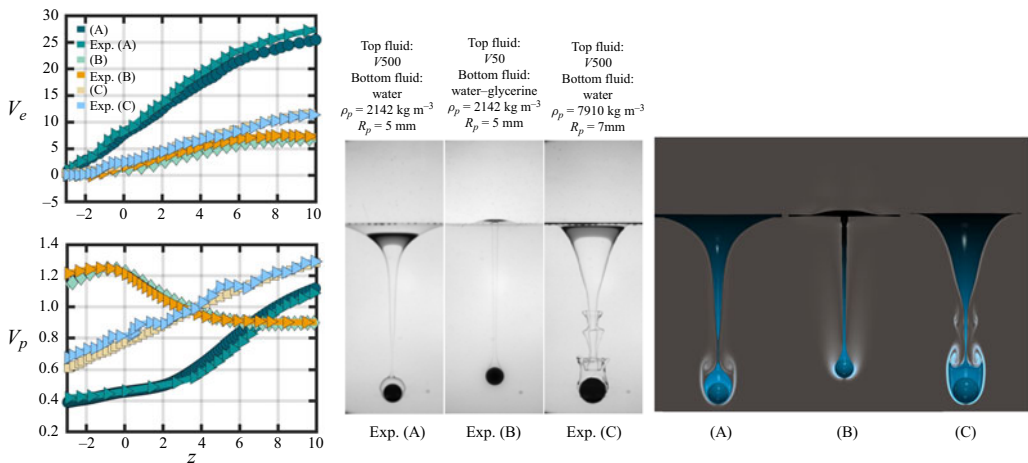 30
25
20
15
10
5
0
−5
V_e
(A)
Exp. (A)
(B)
Exp. (B)
(C)
Exp. (C)
−2 0 2 4 6 8 10
1.4
1.2
1.0
0.8
0.6
0.4
0.2
V_p
−2 0 2 4 6 8 10
z
Top fluid:
V500
Bottom fluid:
water
ρ_p = 2142 kg m⁻³
R_p = 5 mm
Top fluid:
V50
Bottom fluid:
water–glycerine
ρ_p = 2142 kg m⁻³
R_p = 5 mm
Top fluid:
V500
Bottom fluid:
water
ρ_p = 7910 kg m⁻³
R_p = 7mm
Exp. (A)
Exp. (B)
Exp. (C)
(A)
(B)
(C)